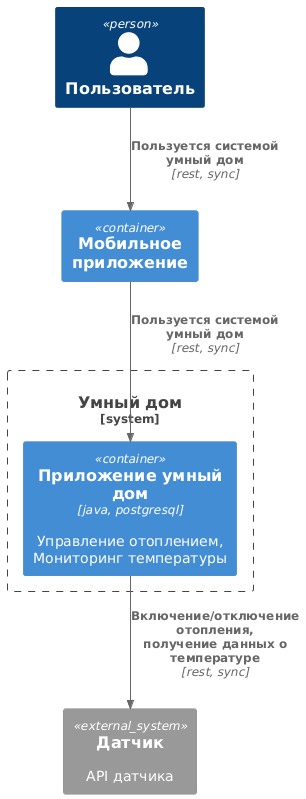 «person»
Пользователь
Пользуется системой
умный дом
[rest, sync]
«container»
Мобильное
приложение
Пользуется системой
умный дом
[rest, sync]
Умный дом
[system]
«container»
Приложение умный
дом
[java, postgresql]
Управление отоплением,
Мониторинг температуры
Включение/отключение
отопления,
получение данных о
температуре
[rest, sync]
«external_system»
Датчик
API датчика